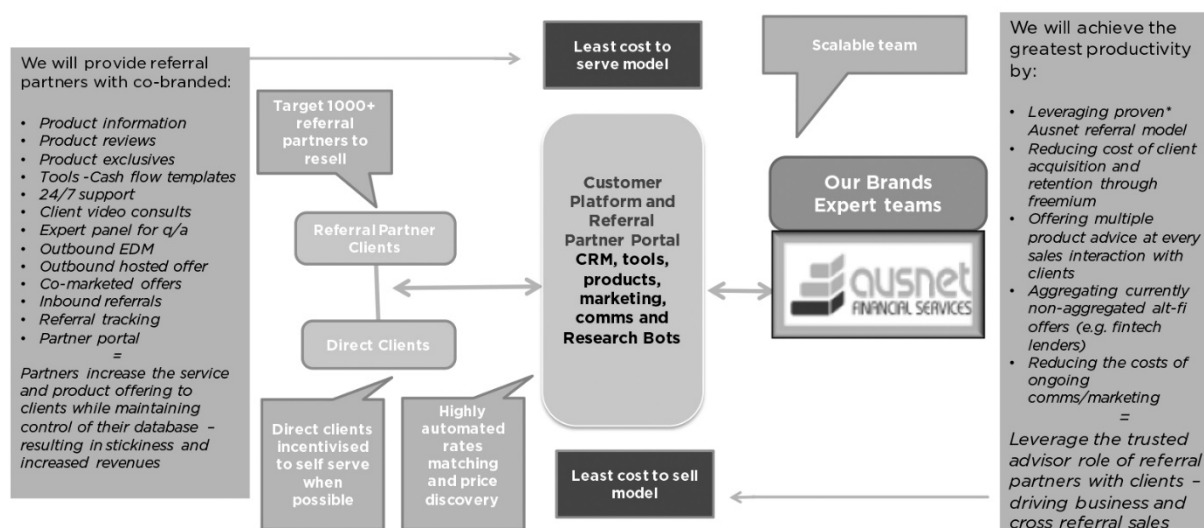 We will provide referral
partners with co-branded:
• Product information
• Product reviews
• Product exclusives
• Tools -Cash flow templates
• 24/7 support
• Client video consults
• Expert panel for q/a
• Outbound EDM
• Outbound hosted offer
• Co-marketed offers
• Inbound referrals
• Referral tracking
• Partner portal
=
Partners increase the service
and product offering to
clients while maintaining
control of their database –
resulting in stickiness and
increased revenues
Target 1000+
referral
partners to
resell
Referral Partner
Clients
Direct Clients
Direct clients
incentivised
to self serve
when
possible
Highly
automated
rates
matching
and price
discovery
Least cost to
serve model
Customer
Platform and
Referral
Partner Portal
CRM, tools,
products,
marketing,
comms and
Research Bots
Least cost to sell
model
Scalable team
Our Brands
Expert teams
ausnet
FINANCIAL SERVICES
We will achieve the
greatest productivity
by:
• Leveraging proven*
Ausnet referral model
• Reducing cost of client
acquisition and
retention through
freemium
• Offering multiple
product advice at every
sales interaction with
clients
• Aggregating currently
non-aggregated alt-fi
offers (e.g. fintech
lenders)
• Reducing the costs of
ongoing
comms/marketing
=
Leverage the trusted
advisor role of referral
partners with clients –
driving business and
cross referral sales